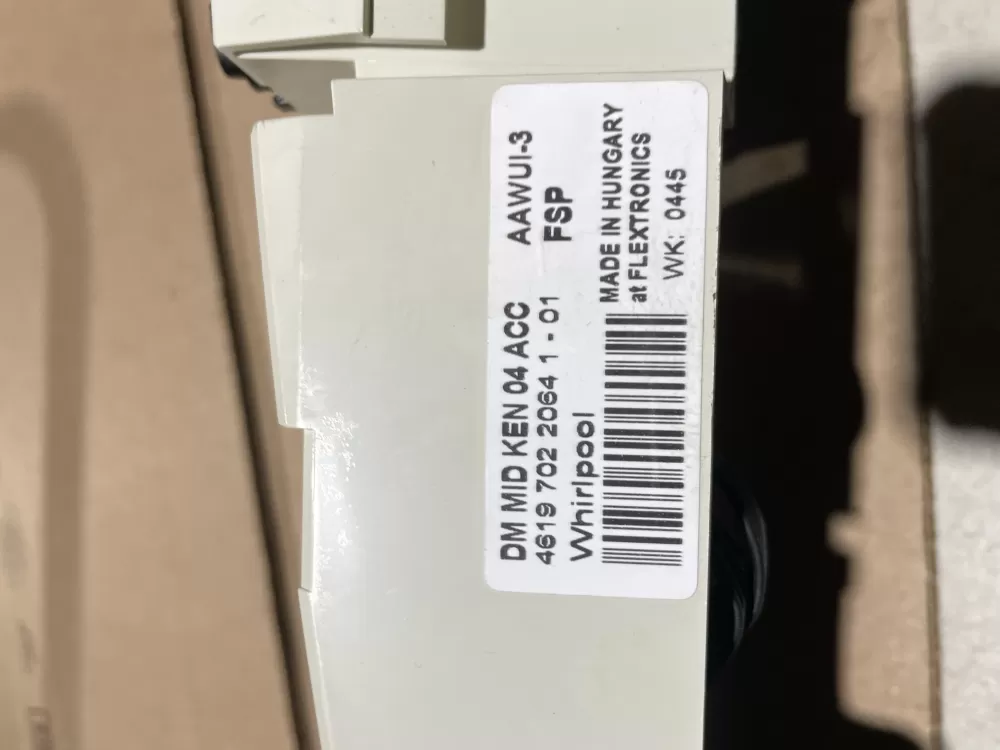 DM MID KEN 04 ACC AAWUI-3
4619 702 2064 1 - 01 FSP
Whirlpool
MADE IN HUNGARY
at FLEXTRONICS
WK: 0445